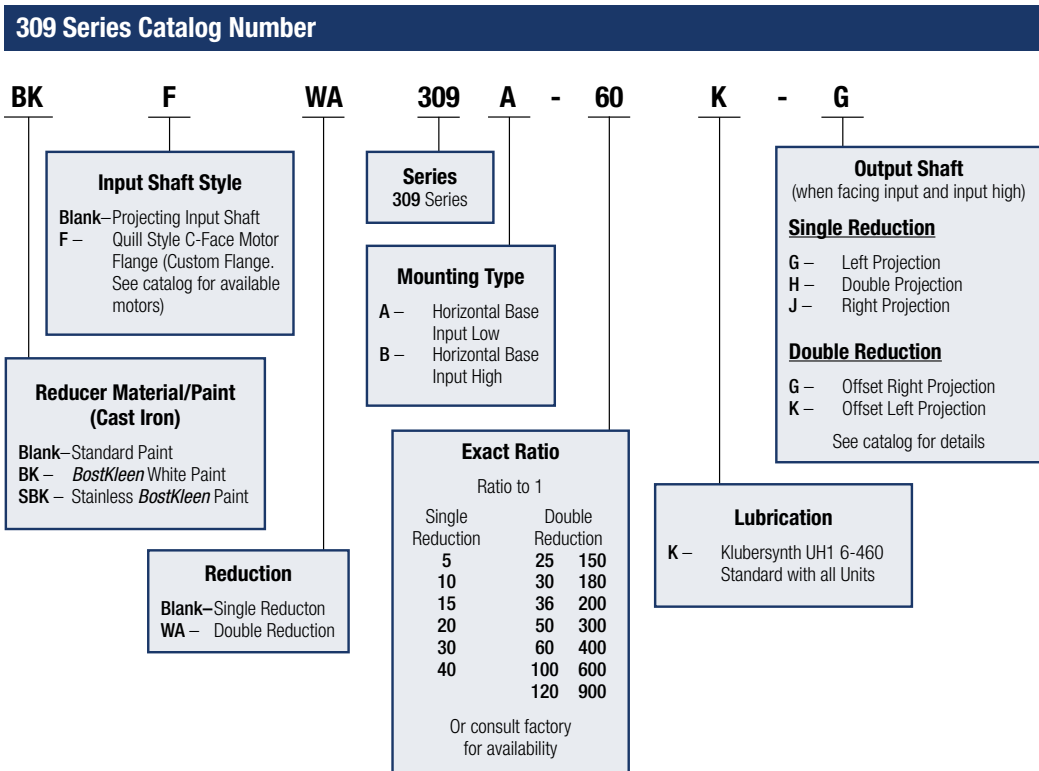 309 Series Catalog Number
BK F WA 309 A - 60 K - G
Input Shaft Style
Blank–Projecting Input Shaft
F – Quill Style C-Face Motor
Flange (Custom Flange.
See catalog for available
motors)
Reducer Material/Paint
(Cast Iron)
Blank–Standard Paint
BK – BostKleen White Paint
SBK – Stainless BostKleen Paint
Reduction
Blank–Single Reducton
WA – Double Reduction
Series
309 Series
Mounting Type
A – Horizontal Base
Input Low
B – Horizontal Base
Input High
Exact Ratio
Ratio to 1
Single Double
Reduction Reduction
5 25 150
10 30 180
15 36 200
20 50 300
30 60 400
40 100 600
120 900
Or consult factory
for availability
Lubrication
K – Klubersynth UH1 6-460
Standard with all Units
Output Shaft
(when facing input and input high)
Single Reduction
G – Left Projection
H – Double Projection
J – Right Projection
Double Reduction
G – Offset Right Projection
K – Offset Left Projection
See catalog for details